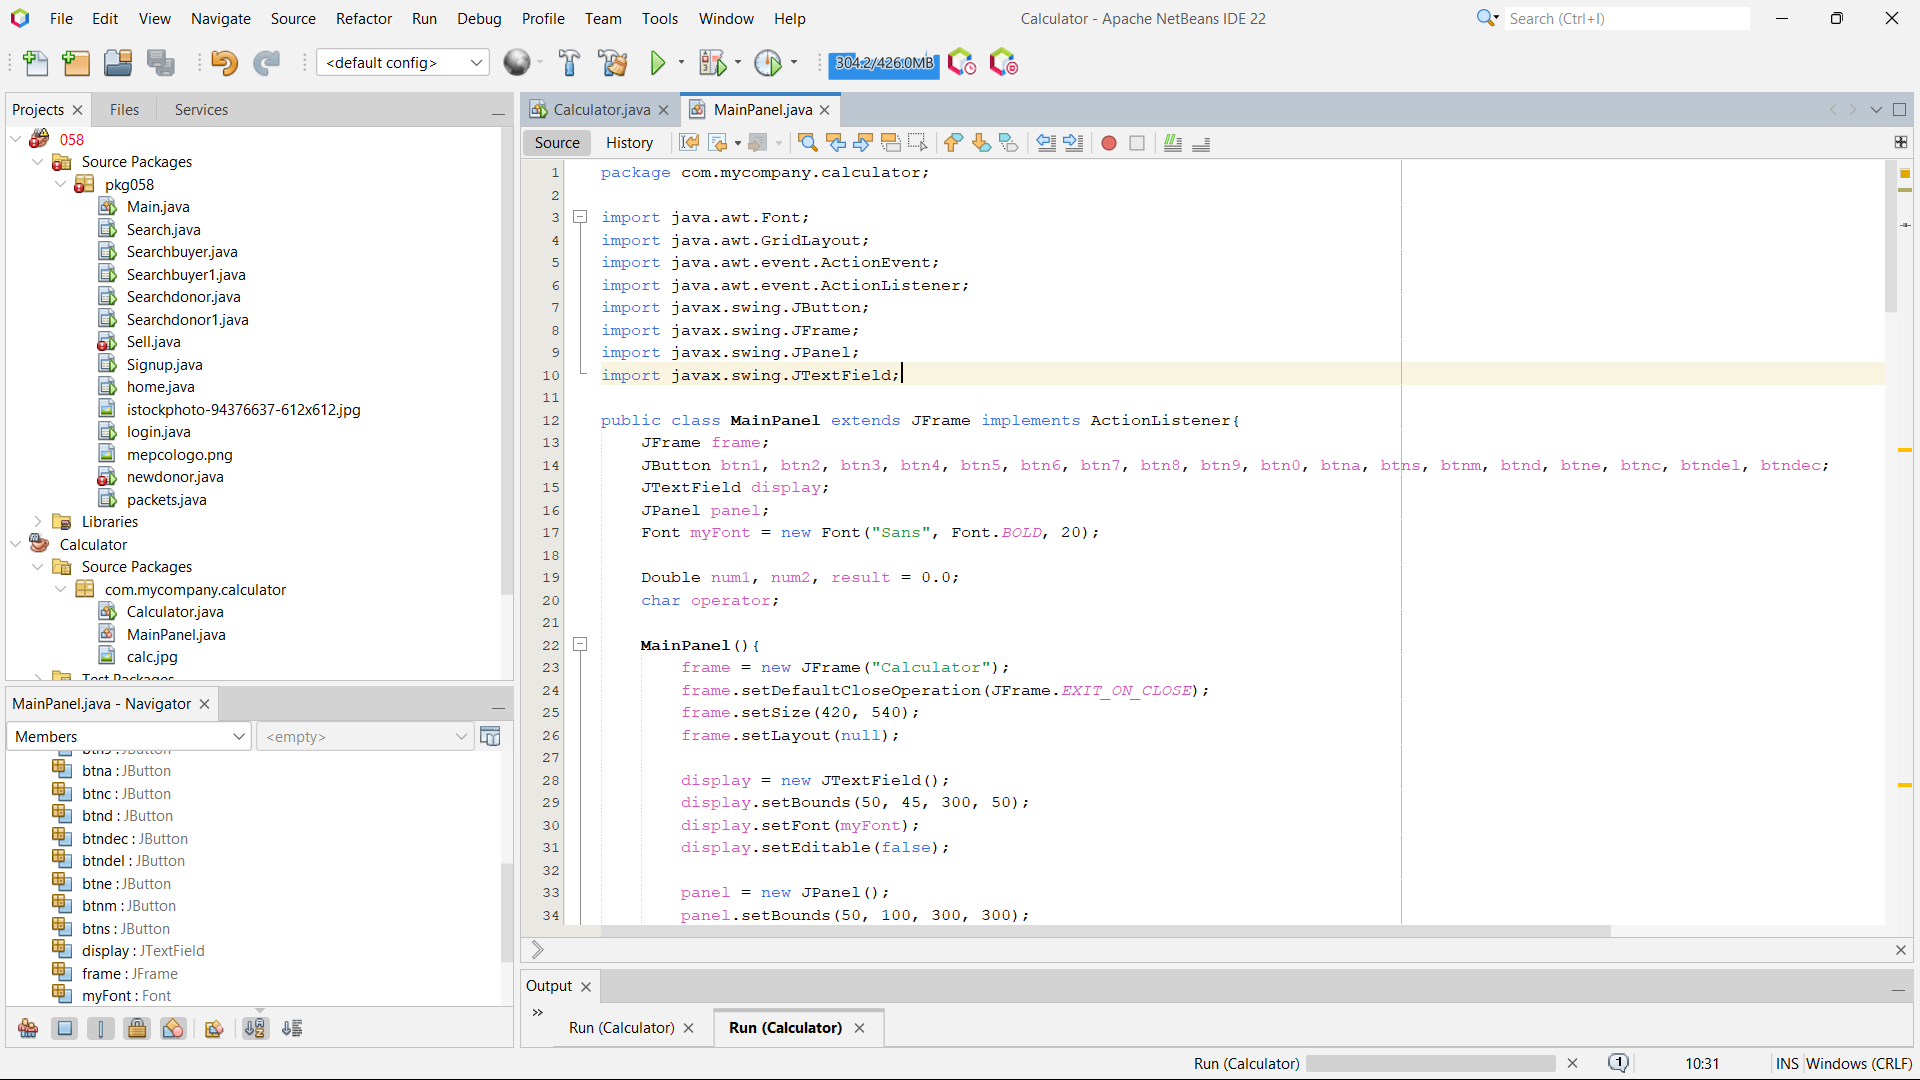 File Edit View Navigate Source Refactor Run Debug Profile Team Tools Window Help
Calculator - Apache NetBeans IDE 22
Search (Ctrl+I)
<default config>
304.2/426.0MB
Projects Files Services
058
Source Packages
pkg058
Main.java
Search.java
Searchbuyer.java
Searchbuyer1.java
Searchdonor.java
Searchdonor1.java
Sell.java
Signup.java
home.java
istockphoto-94376637-612x612.jpg
login.java
mepcologo.png
newdonor.java
packets.java
Libraries
Calculator
Source Packages
com.mycompany.calculator
Calculator.java
MainPanel.java
calc.jpg
Test Packages
MainPanel.java - Navigator
Members <empty>
btna : JButton
btnc : JButton
btnd : JButton
btndec : JButton
btndel : JButton
btne : JButton
btnm : JButton
btns : JButton
display : JTextField
frame : JFrame
myFont : Font
Calculator.java MainPanel.java
Source History
1 package com.mycompany.calculator;
2
3 import java.awt.Font;
4 import java.awt.GridLayout;
5 import java.awt.event.ActionEvent;
6 import java.awt.event.ActionListener;
7 import javax.swing.JButton;
8 import javax.swing.JFrame;
9 import javax.swing.JPanel;
10 import javax.swing.JTextField;
11
12 public class MainPanel extends JFrame implements ActionListener{
13 JFrame frame;
14 JButton btn1, btn2, btn3, btn4, btn5, btn6, btn7, btn8, btn9, btn0, btna, btns, btnm, btnd, btne, btnc, btndel, btndec;
15 JTextField display;
16 JPanel panel;
17 Font myFont = new Font("Sans", Font.BOLD, 20);
18
19 Double num1, num2, result = 0.0;
20 char operator;
21
22 MainPanel(){
23 frame = new JFrame("Calculator");
24 frame.setDefaultCloseOperation(JFrame.EXIT_ON_CLOSE);
25 frame.setSize(420, 540);
26 frame.setLayout(null);
27
28 display = new JTextField();
29 display.setBounds(50, 45, 300, 50);
30 display.setFont(myFont);
31 display.setEditable(false);
32
33 panel = new JPanel();
34 panel.setBounds(50, 100, 300, 300);
Output
Run (Calculator) Run (Calculator)
Run (Calculator) 1 10:31 INS Windows (CRLF)